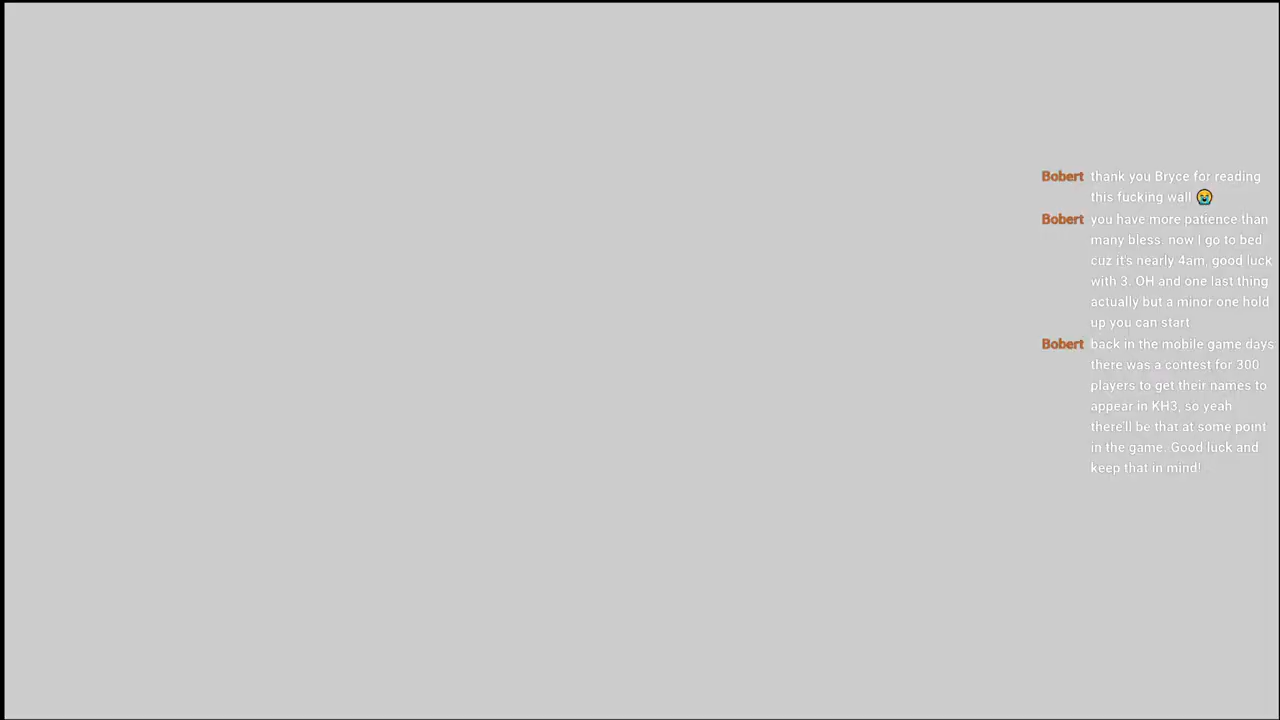 Bobert thank you Bryce for reading
this fucking wall 😭
Bobert you have more patience than
many bless. now I go to bed
cuz it's nearly 4am, good luck
with 3. OH and one last thing
actually but a minor one hold
up you can start
Bobert back in the mobile game days
there was a contest for 300
players to get their names to
appear in KH3, so yeah
there'll be that at some point
in the game. Good luck and
keep that in mind!